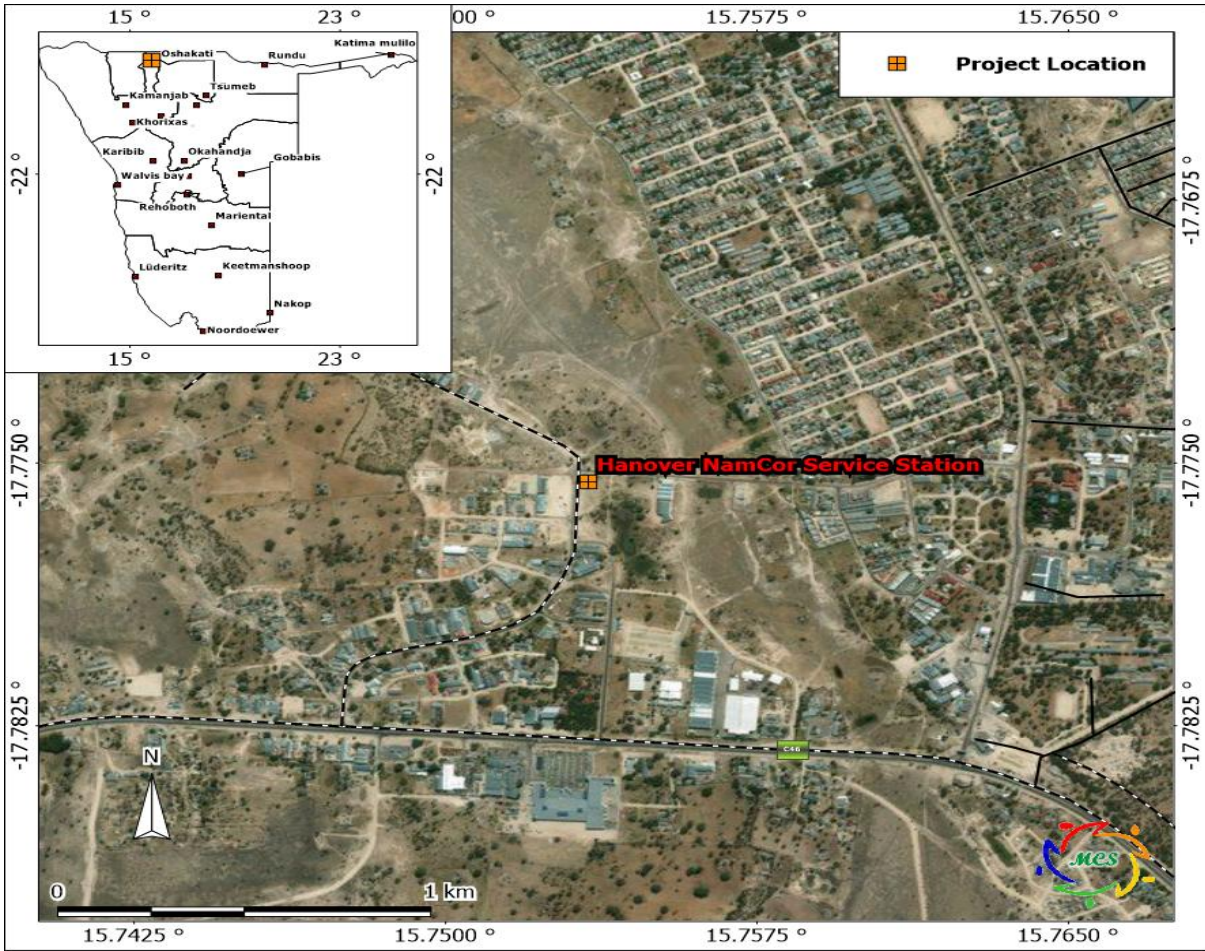 15 °
23 °
00 °
15.7575 °
15.7650 °
Katima mulilo
Oshakati
Rundu
Project Location
Tsumeb
Kamanjab
Khorixas
Karibib
Okahandja
Gobabis
-22 °
-22 °
Walvis bay
Rehoboth
Mariental
-17.7675 °
Lüderitz
Keetmanshoop
Nakop
Noordoewer
15 °
23 °
-17.7750 °
Hanover NamCor Service Station
-17.7750 °
-17.7825 °
-17.7825 °
C46
N
MCS
0
1 km
15.7425 °
15.7500 °
15.7575 °
15.7650 °